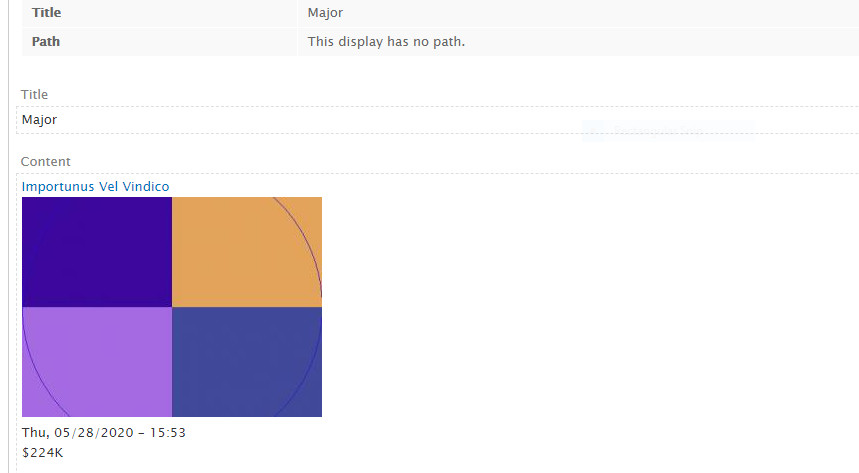 Title Major
Path This display has no path.
Title
Major
Content
Importunus Vel Vindico
Thu, 05/28/2020 - 15:53
$224K